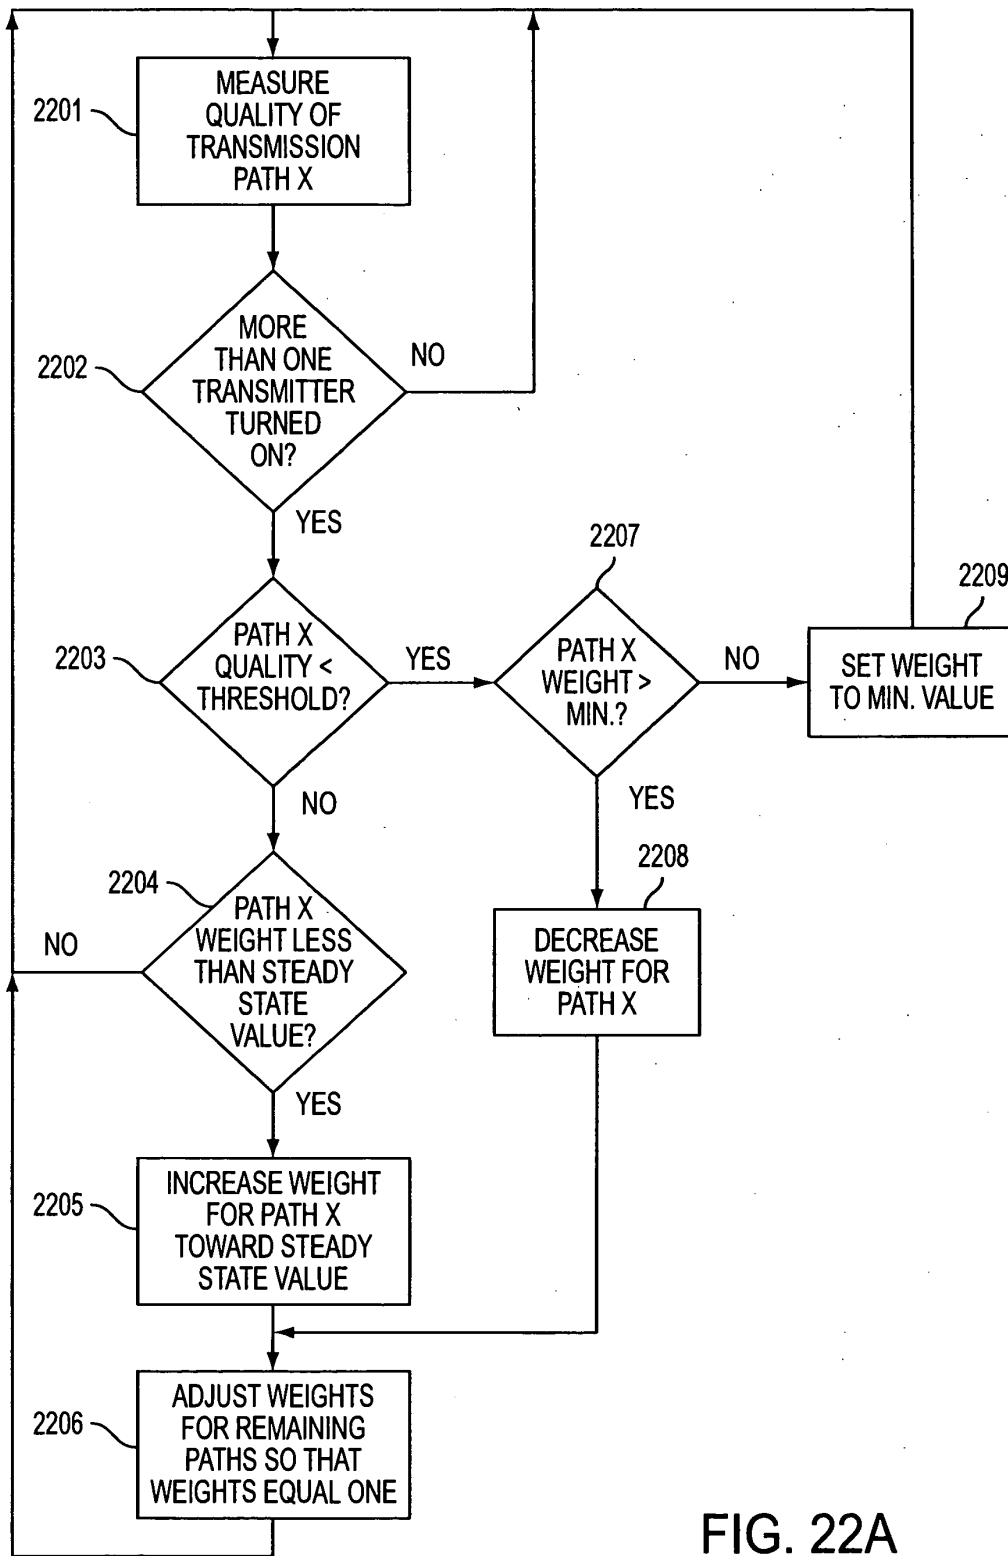 2201
MEASURE
QUALITY OF
TRANSMISSION
PATH X
2202
MORE
THAN ONE
TRANSMITTER
TURNED
ON?
NO
YES
2203
PATH X
QUALITY <
THRESHOLD?
YES
NO
2207
PATH X
WEIGHT >
MIN.?
NO
YES
2209
SET WEIGHT
TO MIN. VALUE
2204
PATH X
WEIGHT LESS
THAN STEADY
STATE
VALUE?
NO
YES
2208
DECREASE
WEIGHT FOR
PATH X
2205
INCREASE WEIGHT
FOR PATH X
TOWARD STEADY
STATE VALUE
2206
ADJUST WEIGHTS
FOR REMAINING
PATHS SO THAT
WEIGHTS EQUAL ONE
FIG. 22A